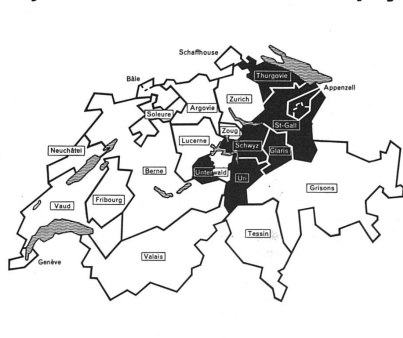 Schaffhouse
Thurgovie
Bâle
Appenzell
Zurich
Argovie
Soleure
St-Gall
Zoug
Lucerne
Schwyz
Neuchâtel
Glaris
Berne
Unterwald
Uri
Grisons
Fribourg
Vaud
Tessin
Valais
Genève